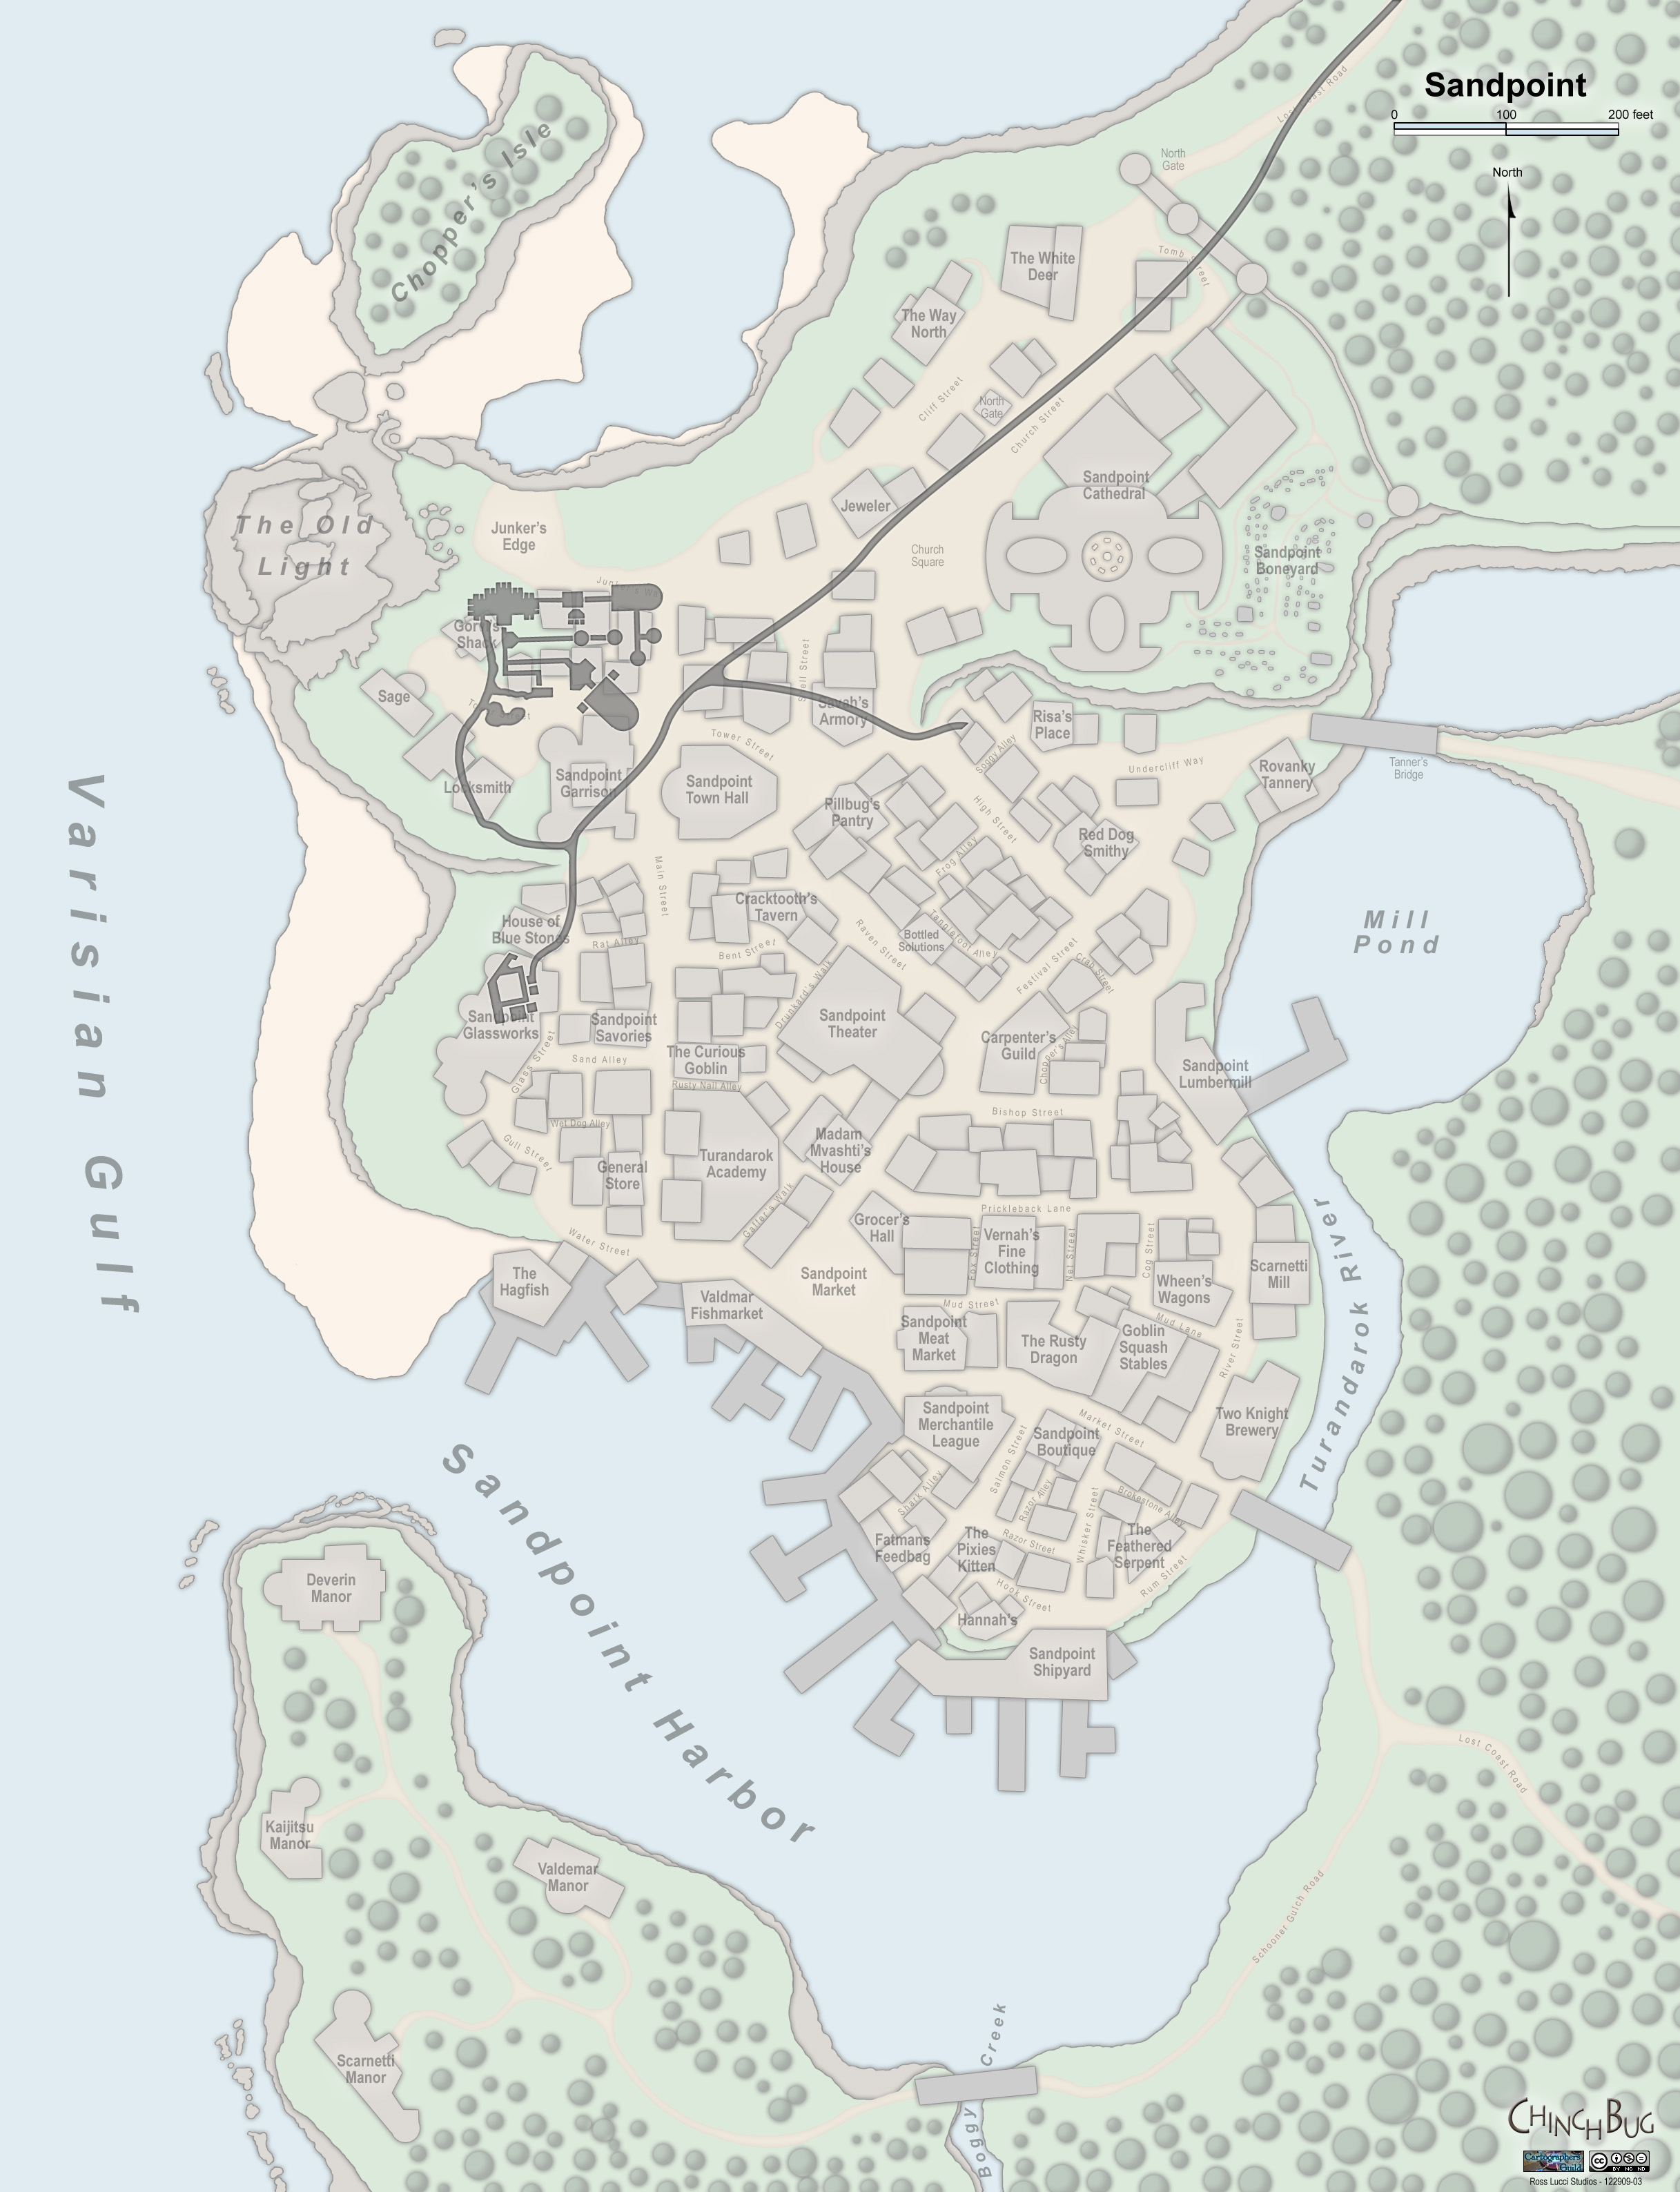 Sandpoint
0 100 200 feet
North
Lost Coast Road
North
Gate
Tomb Street
Chopper's Isle
The White
Deer
The Way
North
Cliff Street
North
Gate
Church Street
Sandpoint
Cathedral
Jeweler
Church
Square
Sandpoint
Boneyard
The Old
Light
Junker's
Edge
Junker's Way
Gorvi's
Shack
Sage
Tower Street
Locksmith
Sandpoint
Garrison
Savah's
Armory
Risa's
Place
Soggy Alley
Undercliff Way
Rovanky
Tannery
Tanner's
Bridge
Sandpoint
Town Hall
Pillbug's
Pantry
High Street
Red Dog
Smithy
Frog Alley
Main Street
Cracktooth's
Tavern
Raven Street
Bottled
Solutions
Tanglefoot Alley
Festival Street
Crab Street
Mill
Pond
House of
Blue Stones
Rat Alley
Bent Street
Drunkard's Walk
Varisian Gulf
Sandpoint
Glassworks
Glass Street
Sandpoint
Savories
Sand Alley
The Curious
Goblin
Rusty Nail Alley
Sandpoint
Theater
Carpenter's
Guild
Chopper's Alley
Sandpoint
Lumbermill
Bishop Street
Wet Dog Alley
Gull Street
General
Store
Turandarok
Academy
Madam
Mvashti's
House
Gaffer's Walk
Prickleback Lane
Grocer's
Hall
Fox Street
Vernah's
Fine
Clothing
Net Street
Cog Street
Wheen's
Wagons
Scarnetti
Mill
Turandarok River
Water Street
The
Hagfish
Valdmar
Fishmarket
Sandpoint
Market
Mud Street
Mud Lane
Sandpoint
Meat
Market
The Rusty
Dragon
Goblin
Squash
Stables
River Street
Two Knight
Brewery
Sandpoint
Merchantile
League
Market Street
Sandpoint
Boutique
Salmon Street
Shark Alley
Razor Alley
Brokestone Alley
Whisker Street
Fatmans
Feedbag
The
Pixies
Kitten
Razor Street
The
Feathered
Serpent
Hook Street
Rum Street
Hannah's
Sandpoint
Shipyard
Sandpoint Harbor
Deverin
Manor
Kaijitsu
Manor
Valdemar
Manor
Scarnetti
Manor
Lost Coast Road
Schooner Gulch Road
Boggy Creek
CHINCHBUG
Cartographers'
Guild
CC BY NC ND
Ross Lucci Studios - 122909-03